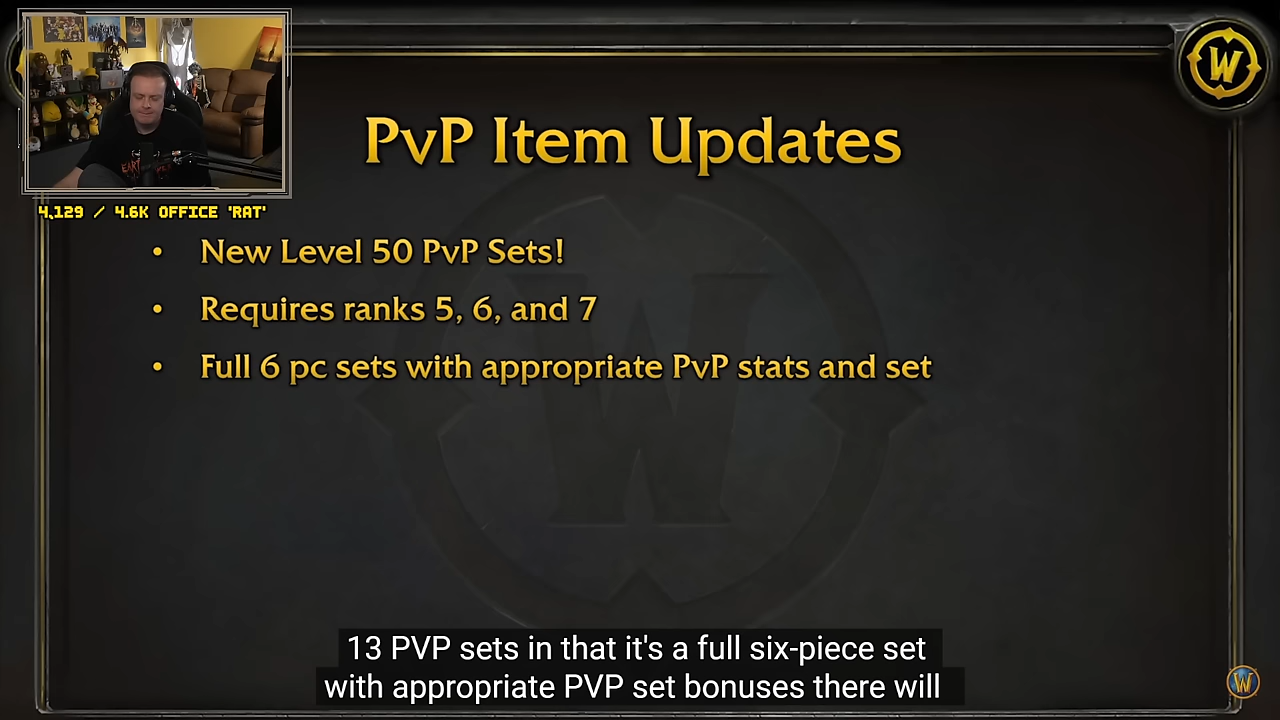 PvP Item Updates
4,129 / 4.6K OFFICE 'RAT'
• New Level 50 PvP Sets!
• Requires ranks 5, 6, and 7
• Full 6 pc sets with appropriate PvP stats and set
13 PVP sets in that it's a full six-piece set
with appropriate PVP set bonuses there will